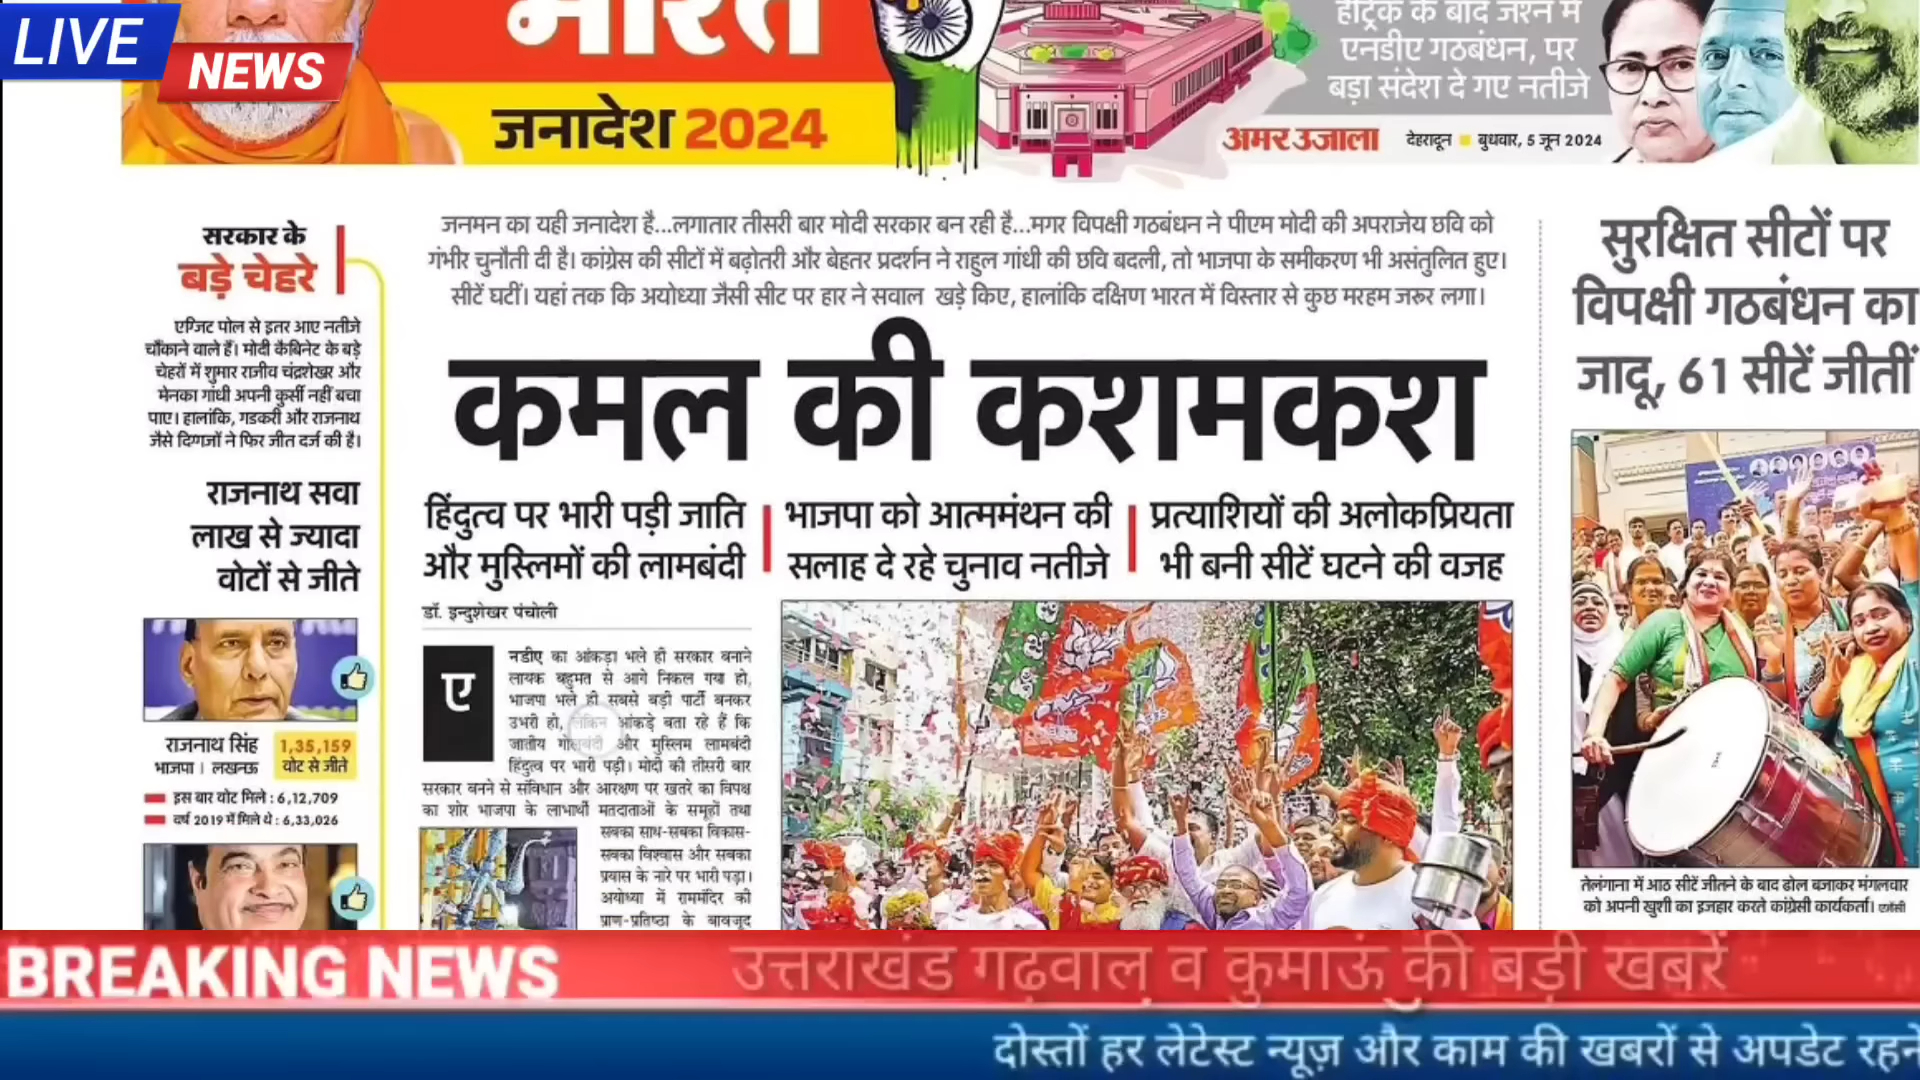 LIVE
NEWS
भारत
जनादेश 2024
हैट्रिक के बाद जश्न में
एनडीए गठबंधन, पर
बड़ा संदेश दे गए नतीजे
अमर उजाला
देहरादून
बुधवार, 5 जून 2024
सरकार के
बड़े चेहरे
एग्जिट पोल से इतर आए नतीजे
चौंकाने वाले हैं। मोदी कैबिनेट के बड़े
चेहरों में शुमार राजीव चंद्रशेखर और
मेनका गांधी अपनी कुर्सी नहीं बचा
पाए। हालांकि, गडकरी और राजनाथ
जैसे दिग्गजों ने फिर जीत दर्ज की है।
राजनाथ सवा
लाख से ज्यादा
वोटों से जीते
राजनाथ सिंह
भाजपा । लखनऊ
1,35,159
वोट से जीते
इस बार वोट मिले : 6,12,709
वर्ष 2019 में मिले थे : 6,33,026
जनमन का यही जनादेश है...लगातार तीसरी बार मोदी सरकार बन रही है...मगर विपक्षी गठबंधन ने पीएम मोदी की अपराजेय छवि को
गंभीर चुनौती दी है। कांग्रेस की सीटों में बढ़ोतरी और बेहतर प्रदर्शन ने राहुल गांधी की छवि बदली, तो भाजपा के समीकरण भी असंतुलित हुए।
सीटें घटीं। यहां तक कि अयोध्या जैसी सीट पर हार ने सवाल खड़े किए, हालांकि दक्षिण भारत में विस्तार से कुछ मरहम जरूर लगा।
कमल की कशमकश
हिंदुत्व पर भारी पड़ी जाति
और मुस्लिमों की लामबंदी
भाजपा को आत्ममंथन की
सलाह दे रहे चुनाव नतीजे
प्रत्याशियों की अलोकप्रियता
भी बनी सीटें घटने की वजह
डॉ. इन्दुशेखर पंचोली
एनडीए का आंकड़ा भले ही सरकार बनाने
लायक बहुमत से आगे निकल गया हो,
भाजपा भले ही सबसे बड़ी पार्टी बनकर
उभरी हो, लेकिन आंकड़े बता रहे हैं कि
जातीय गोलबंदी और मुस्लिम लामबंदी
हिंदुत्व पर भारी पड़ी। मोदी की तीसरी बार
सरकार बनने से संविधान और आरक्षण पर खतरे का विपक्ष
का शोर भाजपा के लाभार्थी मतदाताओं के समूहों तथा
सबका साथ-सबका विकास-
सबका विश्वास और सबका
प्रयास के नारे पर भारी पड़ा।
अयोध्या में राममंदिर की
प्राण-प्रतिष्ठा के बावजूद
सुरक्षित सीटों पर
विपक्षी गठबंधन का
जादू, 61 सीटें जीतीं
तेलंगाना में आठ सीटें जीतने के बाद ढोल बजाकर मंगलवार
को अपनी खुशी का इजहार करते कांग्रेसी कार्यकर्ता। एजेंसी
BREAKING NEWS
उत्तराखंड गढ़वाल व कुमाऊं की बड़ी खबरें
दोस्तों हर लेटेस्ट न्यूज़ और काम की खबरों से अपडेट रहने